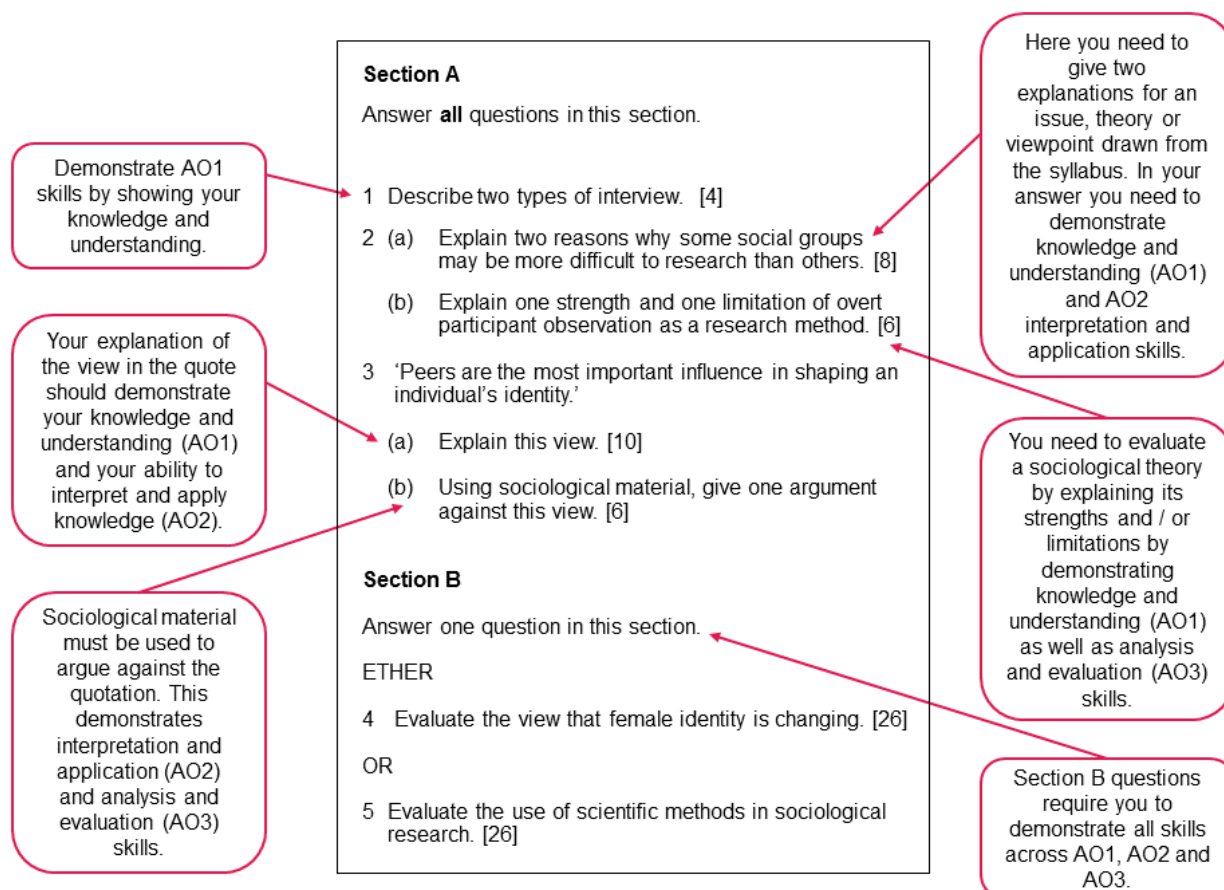 Section A
Answer all questions in this section.
1 Describe two types of interview. [4]
2 (a) Explain two reasons why some social groups
may be more difficult to research than others. [8]
(b) Explain one strength and one limitation of overt
participant observation as a research method. [6]
3 ‘Peers are the most important influence in shaping an
individual’s identity.’
(a) Explain this view. [10]
(b) Using sociological material, give one argument
against this view. [6]
Section B
Answer one question in this section.
ETHER
4 Evaluate the view that female identity is changing. [26]
OR
5 Evaluate the use of scientific methods in sociological
research. [26]
Demonstrate AO1
skills by showing your
knowledge and
understanding.
Your explanation of
the view in the quote
should demonstrate
your knowledge and
understanding (AO1)
and your ability to
interpret and apply
knowledge (AO2).
Sociological material
must be used to
argue against the
quotation. This
demonstrates
interpretation and
application (AO2)
and analysis and
evaluation (AO3)
skills.
Here you need to
give two
explanations for an
issue, theory or
viewpoint drawn from
the syllabus. In your
answer you need to
demonstrate
knowledge and
understanding (AO1)
and AO2
interpretation and
application skills.
You need to evaluate
a sociological theory
by explaining its
strengths and / or
limitations by
demonstrating
knowledge and
understanding (AO1)
as well as analysis
and evaluation (AO3)
skills.
Section B questions
require you to
demonstrate all skills
across AO1, AO2 and
AO3.